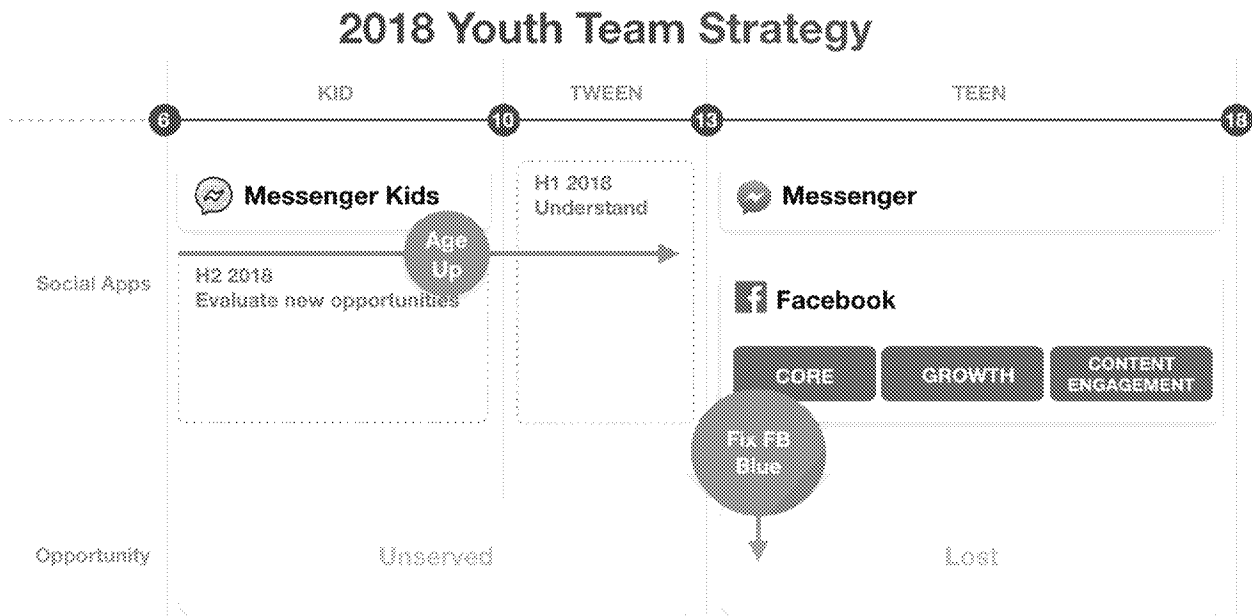 2018 Youth Team Strategy
KID
TWEEN
TEEN
6
10
13
18
Social Apps
Messenger Kids
Age
Up
H2 2018
Evaluate new opportunities
H1 2018
Understand
Messenger
Facebook
CORE
GROWTH
CONTENT
ENGAGEMENT
Fix FB
Blue
Opportunity
Unserved
Lost